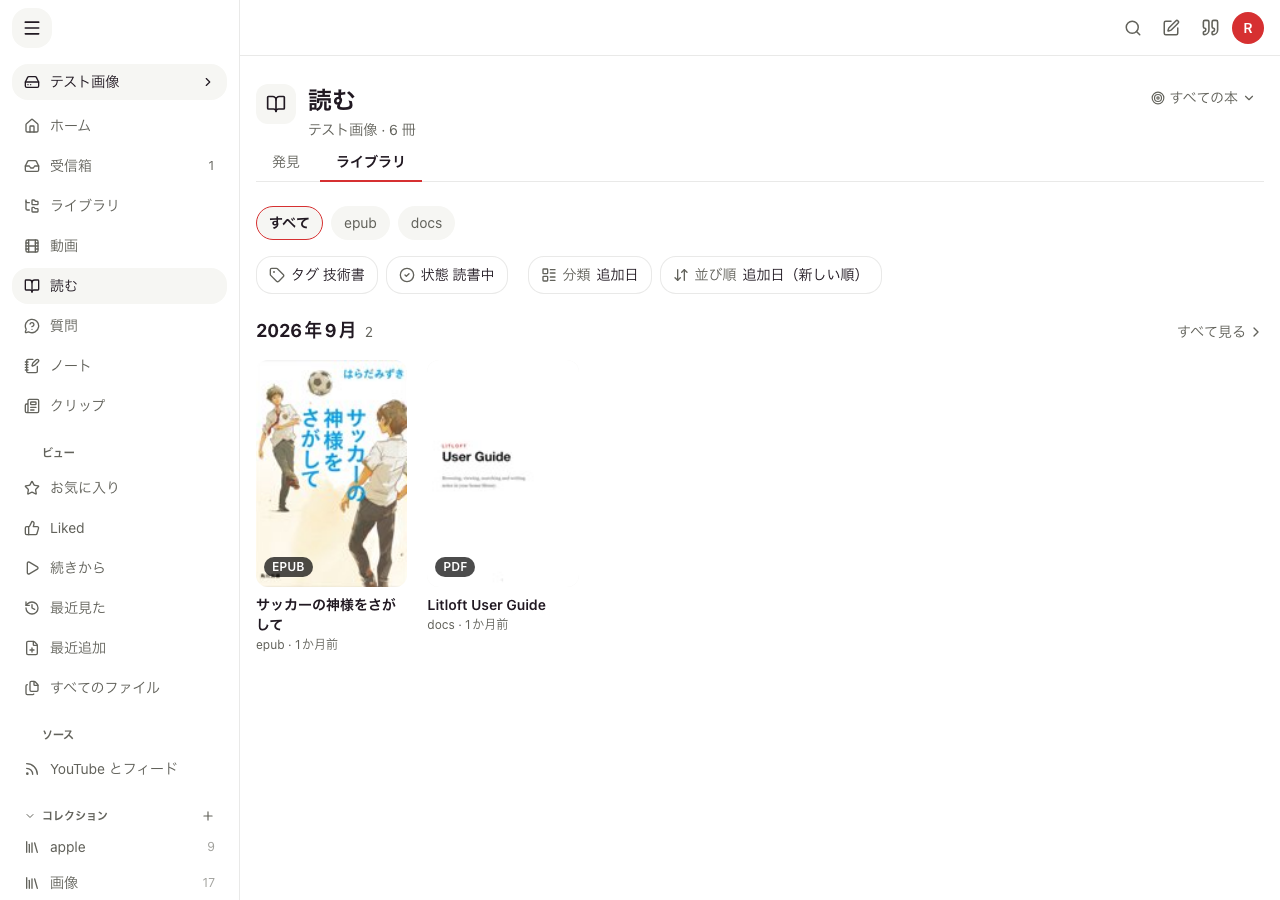 R
テスト画像
ホーム
受信箱 1
ライブラリ
動画
読む
質問
ノート
クリップ
ビュー
お気に入り
Liked
続きから
最近見た
最近追加
すべてのファイル
ソース
YouTube とフィード
コレクション
apple 9
画像 17
読む
テスト画像 · 6 冊
すべての本
発見 ライブラリ
すべて epub docs
タグ 技術書 状態 読書中 分類 追加日 並び順 追加日（新しい順）
2026年9月 2
すべて見る
はらだみずき
サッカーの
神様を
さがして
EPUB
LITLOFT
User Guide
Browsing, viewing, searching and writing
notes in your home library.
PDF
サッカーの神様をさが
して
epub · 1か月前
Litloft User Guide
docs · 1か月前